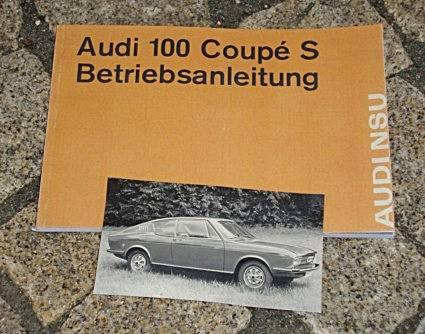 Audi 100 Coupé S
Betriebsanleitung
AUDI NSU